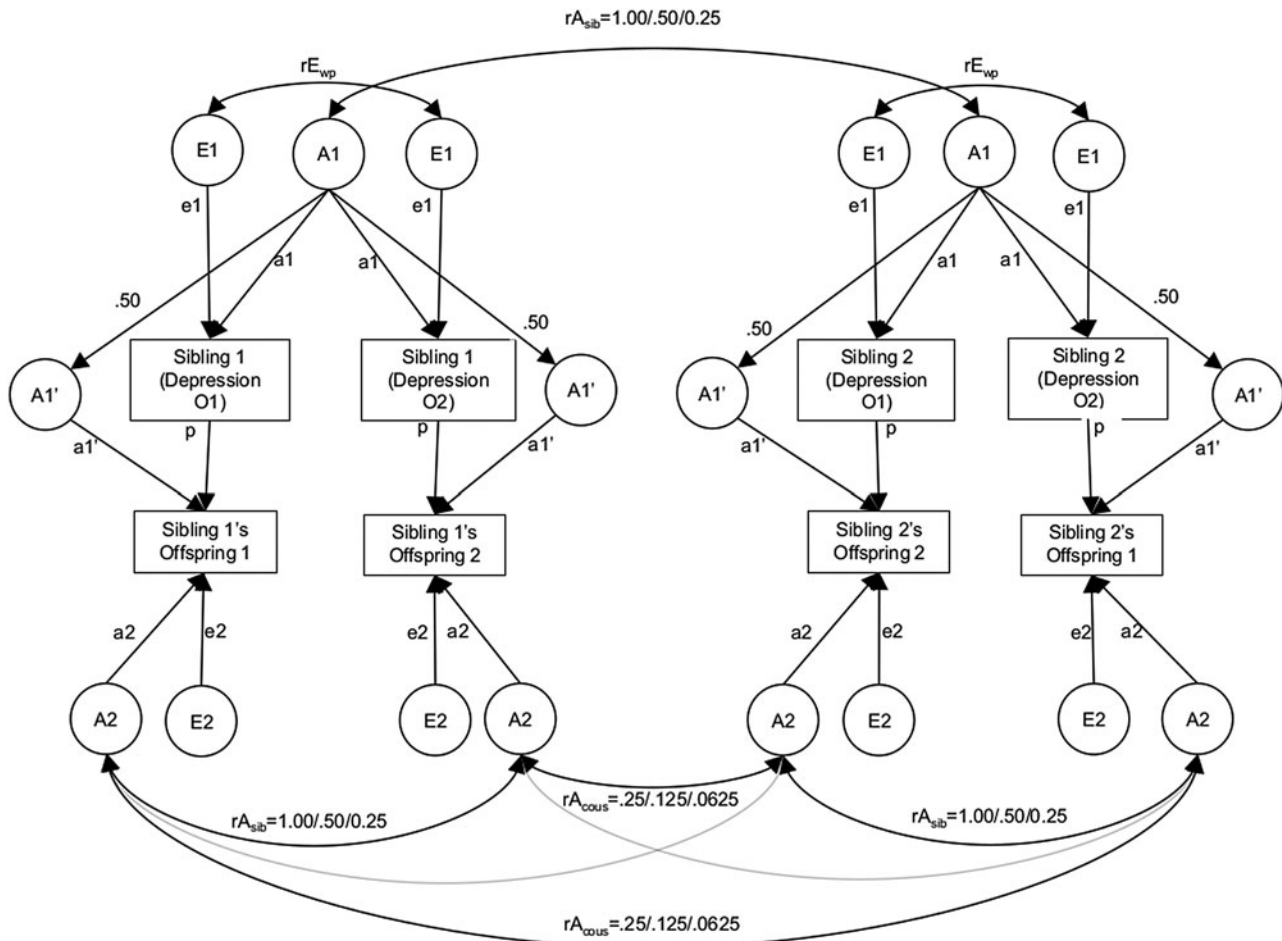 rA_sib=1.00/.50/0.25
rE_wp
rE_wp
E1
A1
E1
E1
A1
E1
e1
e1
e1
e1
a1
a1
a1
a1
.50
.50
.50
.50
A1'
Sibling 1
(Depression
O1)
Sibling 1
(Depression
O2)
A1'
A1'
Sibling 2
(Depression
O1)
Sibling 2
(Depression
O2)
A1'
a1'
p
p
a1'
a1'
p
p
a1'
Sibling 1's
Offspring 1
Sibling 1's
Offspring 2
Sibling 2's
Offspring 2
Sibling 2's
Offspring 1
a2
e2
e2
a2
a2
e2
e2
a2
A2
E2
E2
A2
A2
E2
E2
A2
rA_sib=1.00/.50/0.25
rA_cous=.25/.125/.0625
rA_sib=1.00/.50/0.25
rA_cous=.25/.125/.0625